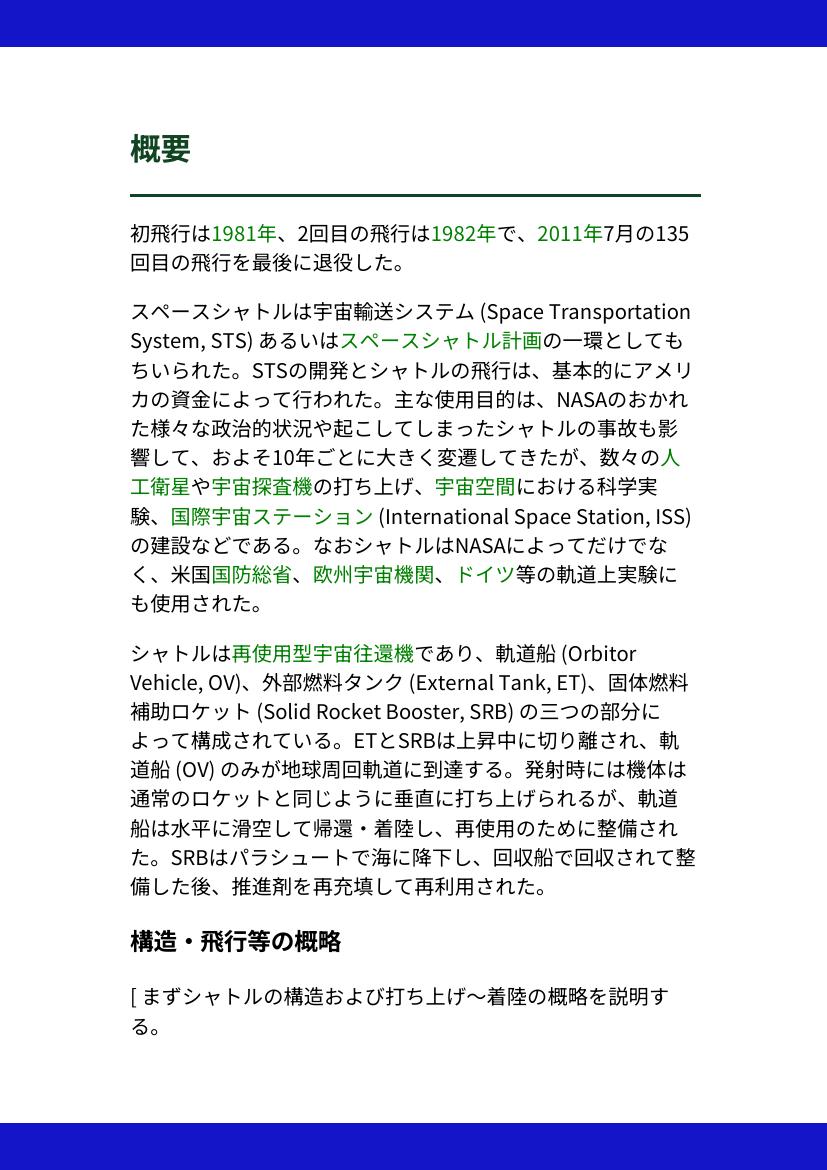 概要
初飛行は1981年、2回目の飛行は1982年で、2011年7月の135
回目の飛行を最後に退役した。
スペースシャトルは宇宙輸送システム (Space Transportation
System, STS) あるいはスペースシャトル計画の一環としても
ちいられた。STSの開発とシャトルの飛行は、基本的にアメリ
カの資金によって行われた。主な使用目的は、NASAのおかれ
た様々な政治的状況や起こしてしまったシャトルの事故も影
響して、およそ10年ごとに大きく変遷してきたが、数々の人
工衛星や宇宙探査機の打ち上げ、宇宙空間における科学実
験、国際宇宙ステーション (International Space Station, ISS)
の建設などである。なおシャトルはNASAによってだけでな
く、米国国防総省、欧州宇宙機関、ドイツ等の軌道上実験に
も使用された。
シャトルは再使用型宇宙往還機であり、軌道船 (Orbitor
Vehicle, OV)、外部燃料タンク (External Tank, ET)、固体燃料
補助ロケット (Solid Rocket Booster, SRB) の三つの部分に
よって構成されている。ETとSRBは上昇中に切り離され、軌
道船 (OV) のみが地球周回軌道に到達する。発射時には機体は
通常のロケットと同じように垂直に打ち上げられるが、軌道
船は水平に滑空して帰還・着陸し、再使用のために整備され
た。SRBはパラシュートで海に降下し、回収船で回収されて整
備した後、推進剤を再充填して再利用された。
構造・飛行等の概略
[ まずシャトルの構造および打ち上げ〜着陸の概略を説明す
る。